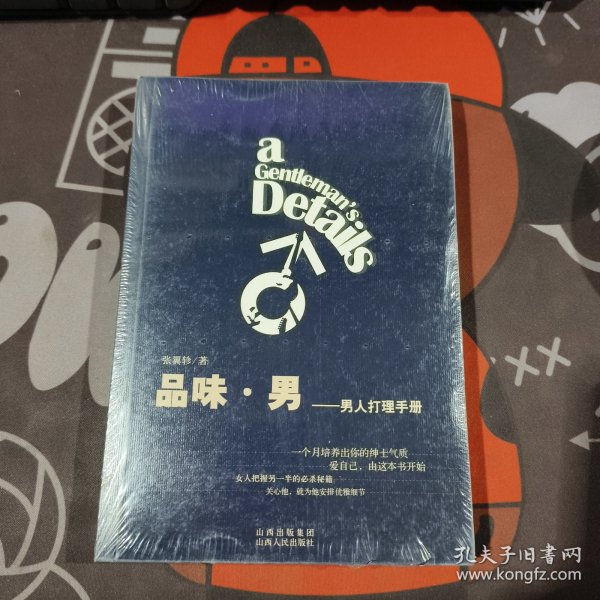 a
Gentleman's
Details
张翼轸／著
品味·男 ——男人打理手册
一个月培养出你的绅士气质
爱自己，由这本书开始
女人把握另一半的必杀秘籍
关心他，就为他安排优雅细节
山西出版集团
山西人民出版社
孔夫子旧书网
www.kongfz.com